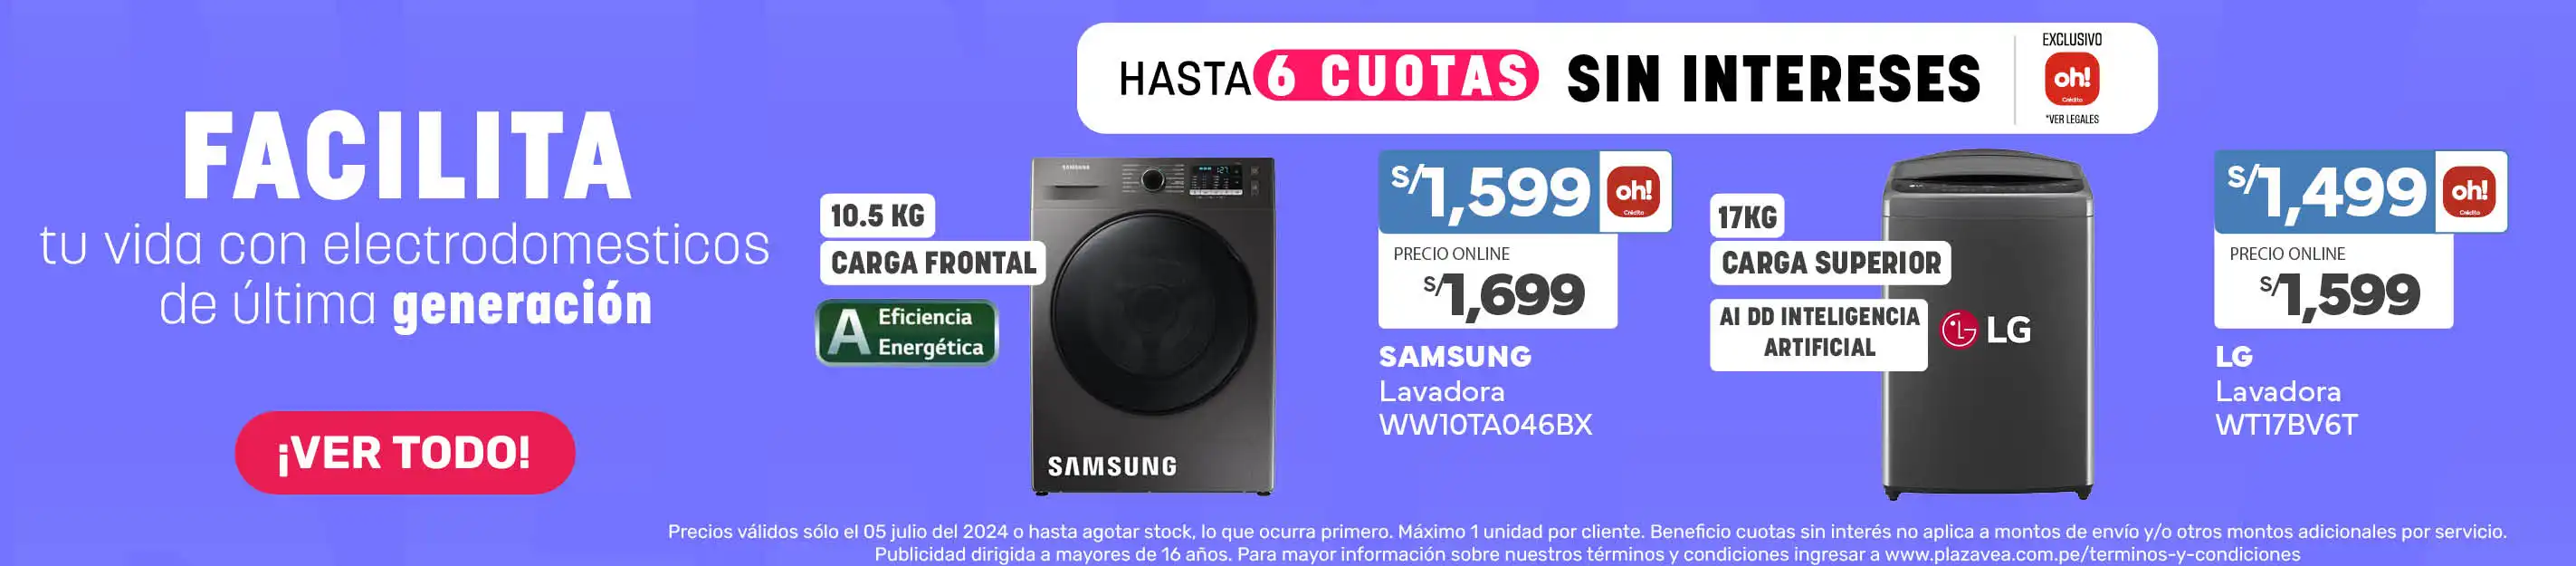 FACILITA
tu vida con electrodomesticos
de última generación
¡VER TODO!
HASTA 6 CUOTAS SIN INTERESES
EXCLUSIVO
oh!
Crédito
*VER LEGALES
10.5 KG
CARGA FRONTAL
A Eficiencia
Energética
SAMSUNG
SAMSUNG
S/1,599
oh!
Crédito
PRECIO ONLINE
S/1,699
SAMSUNG
Lavadora
WW10TA046BX
17KG
CARGA SUPERIOR
AI DD INTELIGENCIA
ARTIFICIAL
LG
S/1,499
oh!
Crédito
PRECIO ONLINE
S/1,599
LG
Lavadora
WT17BV6T
Precios válidos sólo el 05 julio del 2024 o hasta agotar stock, lo que ocurra primero. Máximo 1 unidad por cliente. Beneficio cuotas sin interés no aplica a montos de envío y/o otros montos adicionales por servicio.
Publicidad dirigida a mayores de 16 años. Para mayor información sobre nuestros términos y condiciones ingresar a www.plazavea.com.pe/terminos-y-condiciones